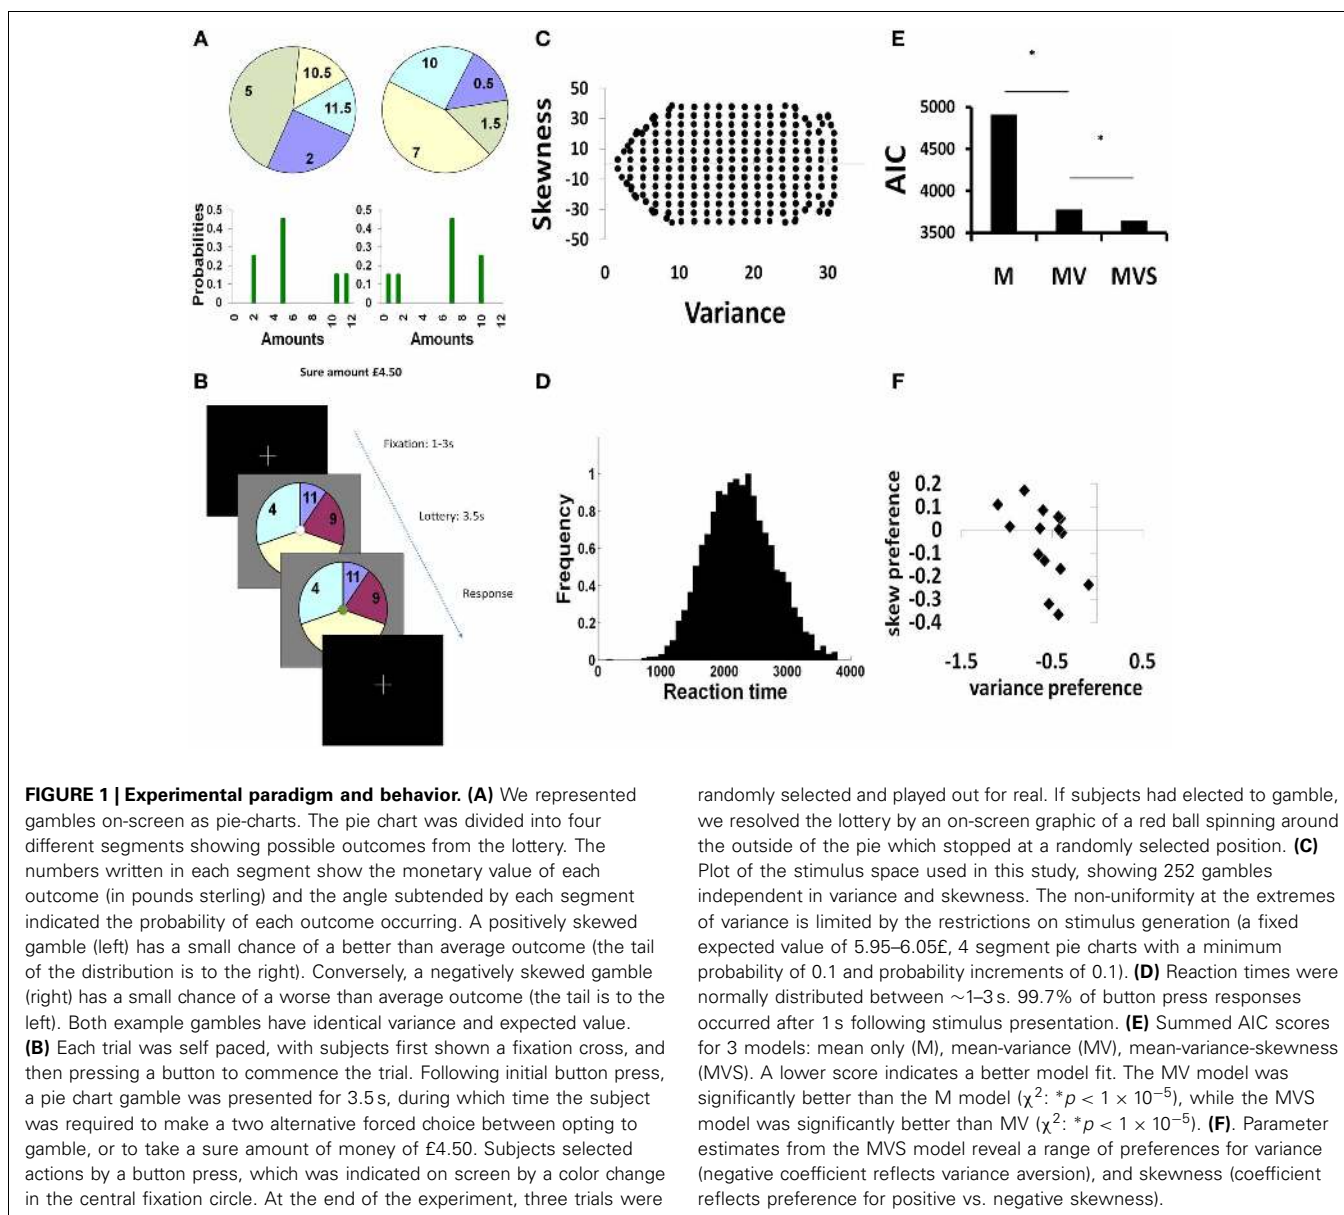 A
5
10.5
11.5
2
10
0.5
1.5
7
Probabilities
0.5
0.4
0.3
0.2
0.1
0
0 2 4 6 8 10 12
Amounts
0.5
0.4
0.3
0.2
0.1
0
0 2 4 6 8 10 12
Amounts
B
Sure amount £4.50
Fixation: 1-3s
4
11
9
Lottery: 3.5s
4
11
9
Response
C
Skewness
50
30
10
-10
-30
-50
0 10 20 30
Variance
D
Frequency
1
0.8
0.6
0.4
0.2
0
0 1000 2000 3000 4000
Reaction time
E
*
*
AIC
5000
4500
4000
3500
M MV MVS
F
skew preference
0.2
0.1
0
-0.1
-0.2
-0.3
-0.4
-1.5 -0.5 0.5
variance preference
FIGURE 1 | Experimental paradigm and behavior. (A) We represented
gambles on-screen as pie-charts. The pie chart was divided into four
different segments showing possible outcomes from the lottery. The
numbers written in each segment show the monetary value of each
outcome (in pounds sterling) and the angle subtended by each segment
indicated the probability of each outcome occurring. A positively skewed
gamble (left) has a small chance of a better than average outcome (the tail
of the distribution is to the right). Conversely, a negatively skewed gamble
(right) has a small chance of a worse than average outcome (the tail is to the
left). Both example gambles have identical variance and expected value.
(B) Each trial was self paced, with subjects first shown a fixation cross, and
then pressing a button to commence the trial. Following initial button press,
a pie chart gamble was presented for 3.5 s, during which time the subject
was required to make a two alternative forced choice between opting to
gamble, or to take a sure amount of money of £4.50. Subjects selected
actions by a button press, which was indicated on screen by a color change
in the central fixation circle. At the end of the experiment, three trials were
randomly selected and played out for real. If subjects had elected to gamble,
we resolved the lottery by an on-screen graphic of a red ball spinning around
the outside of the pie which stopped at a randomly selected position. (C)
Plot of the stimulus space used in this study, showing 252 gambles
independent in variance and skewness. The non-uniformity at the extremes
of variance is limited by the restrictions on stimulus generation (a fixed
expected value of 5.95–6.05£, 4 segment pie charts with a minimum
probability of 0.1 and probability increments of 0.1). (D) Reaction times were
normally distributed between ∼1–3 s. 99.7% of button press responses
occurred after 1 s following stimulus presentation. (E) Summed AIC scores
for 3 models: mean only (M), mean-variance (MV), mean-variance-skewness
(MVS). A lower score indicates a better model fit. The MV model was
significantly better than the M model (χ²: *p < 1 × 10⁻⁵), while the MVS
model was significantly better than MV (χ²: *p < 1 × 10⁻⁵). (F). Parameter
estimates from the MVS model reveal a range of preferences for variance
(negative coefficient reflects variance aversion), and skewness (coefficient
reflects preference for positive vs. negative skewness).